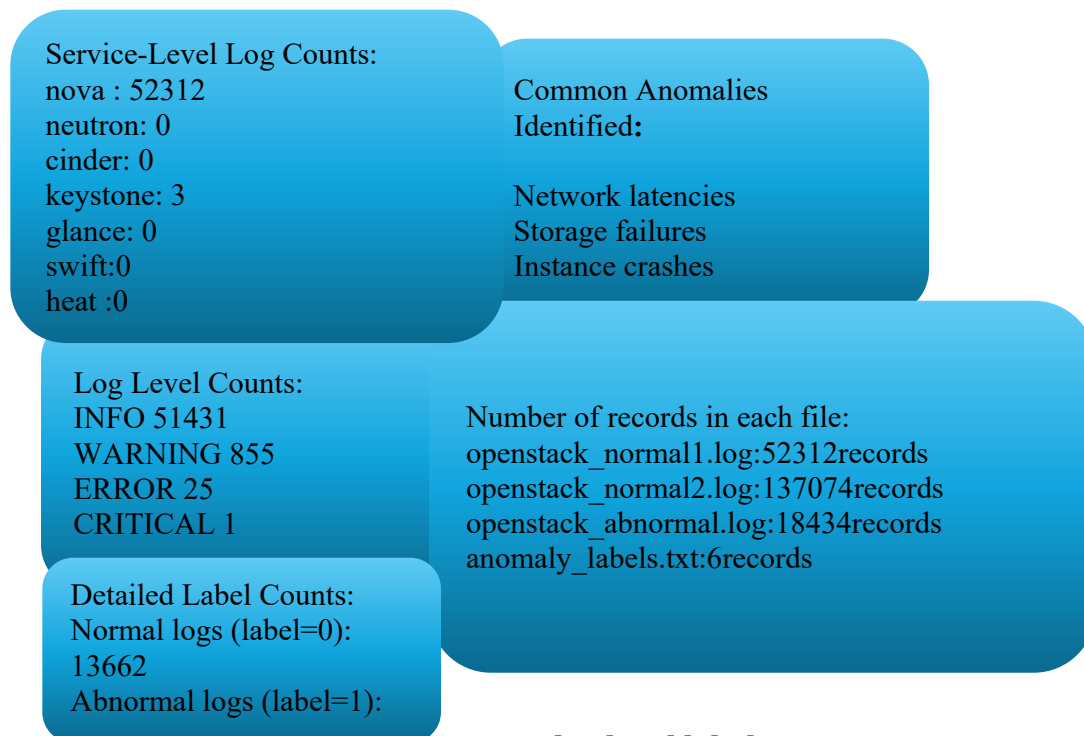 Service-Level Log Counts:
nova : 52312
neutron: 0
cinder: 0
keystone: 3
glance: 0
swift:0
heat :0
Common Anomalies
Identified:
Network latencies
Storage failures
Instance crashes
Log Level Counts:
INFO 51431
WARNING 855
ERROR 25
CRITICAL 1
Number of records in each file:
openstack_normal1.log:52312records
openstack_normal2.log:137074records
openstack_abnormal.log:18434records
anomaly_labels.txt:6records
Detailed Label Counts:
Normal logs (label=0):
13662
Abnormal logs (label=1):